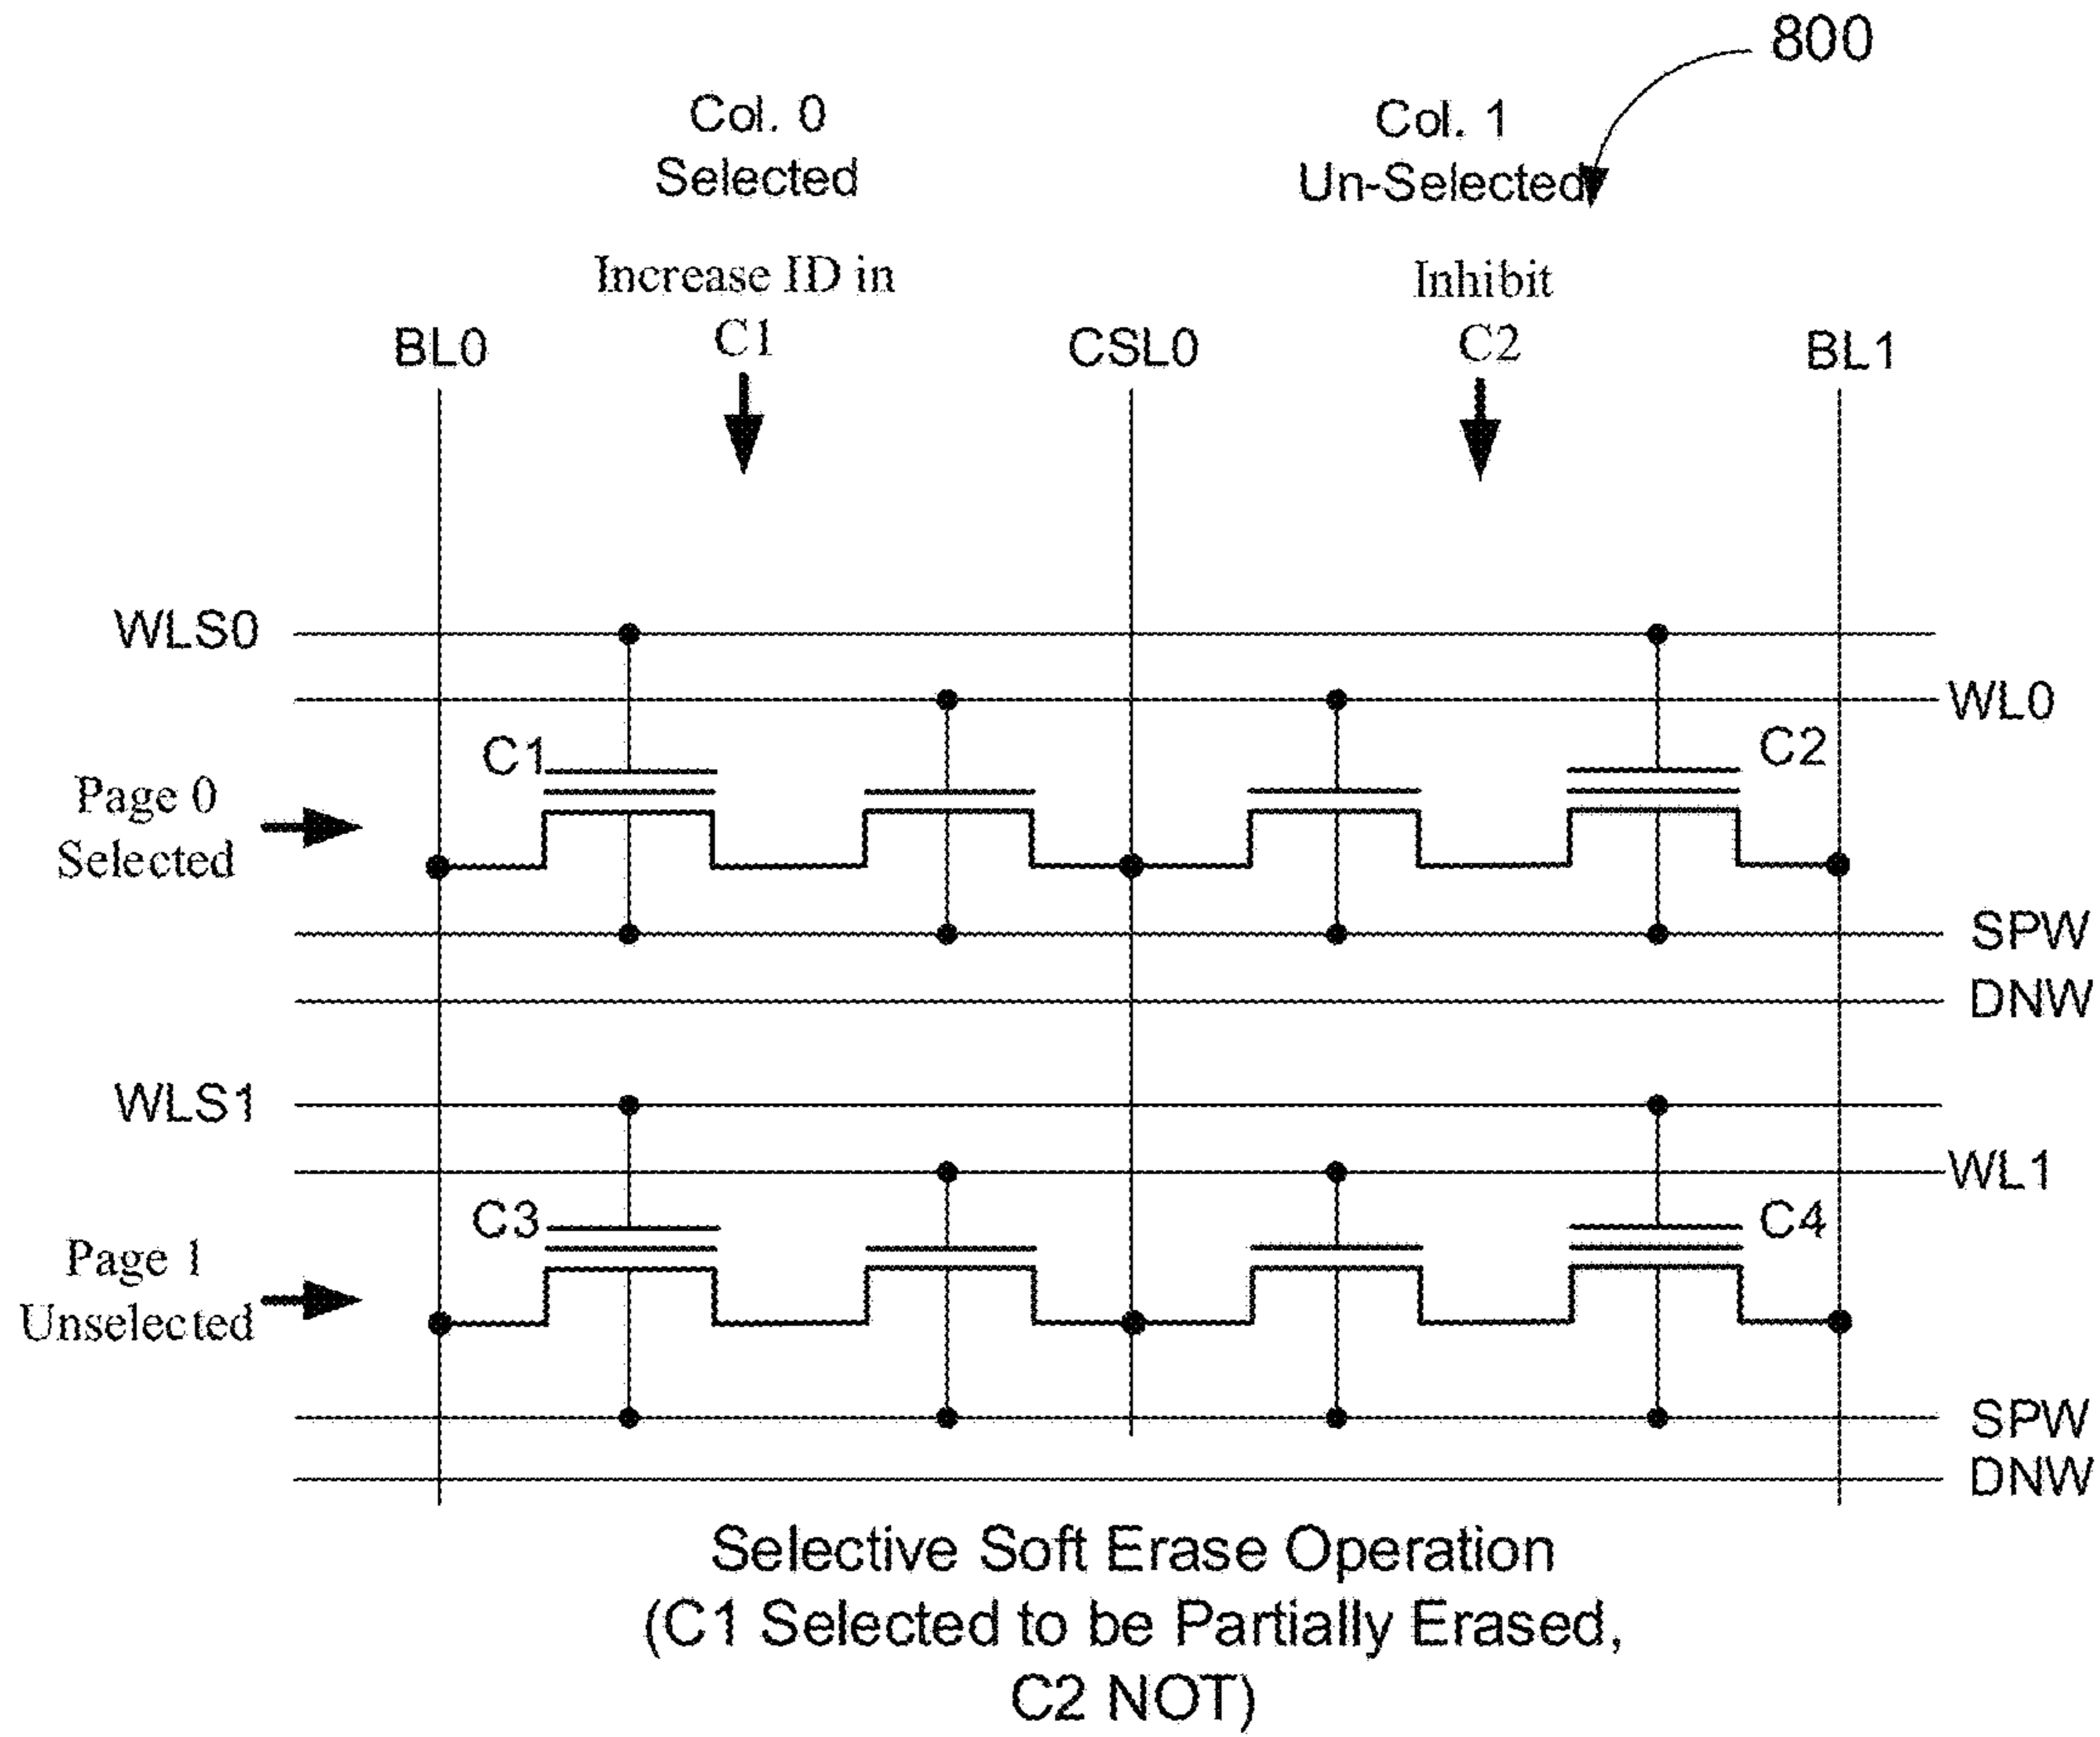 800
Col. 0
Selected
Col. 1
Un-Selected
Increase ID in
C1
Inhibit
C2
BL0
CSL0
BL1
WLS0
WL0
C1
C2
Page 0
Selected
SPW
DNW
WLS1
WL1
C3
C4
Page 1
Unselected
SPW
DNW
Selective Soft Erase Operation
(C1 Selected to be Partially Erased,
C2 NOT)